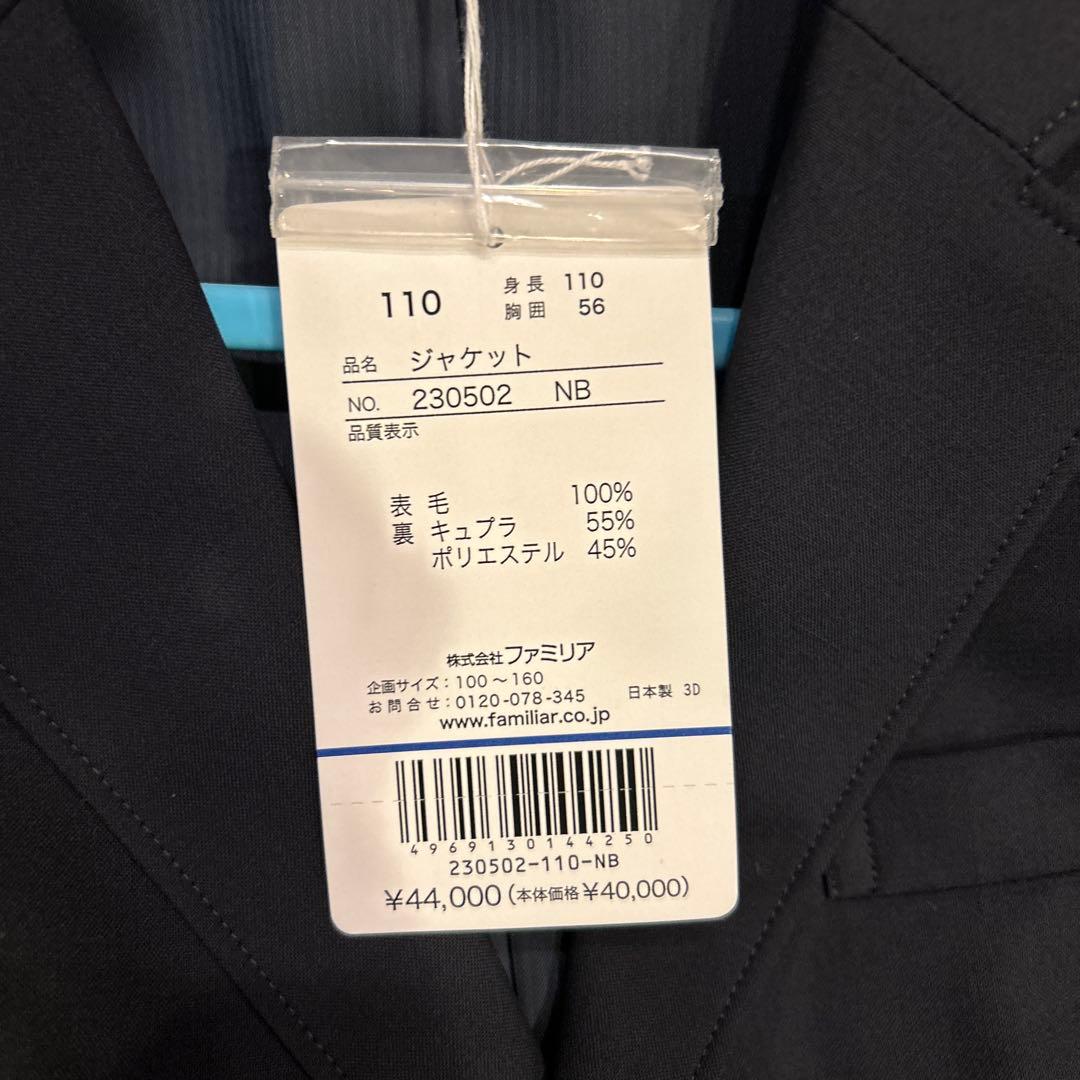 110
身長 110
胸囲 56
品名 ジャケット
NO. 230502 NB
品質表示
表 毛 100%
裏 キュプラ 55%
ポリエステル 45%
株式会社ファミリア
企画サイズ：100～160
お問合せ：0120-078-345 日本製 3D
www.familiar.co.jp
4969130144250
230502-110-NB
¥44,000(本体価格¥40,000)